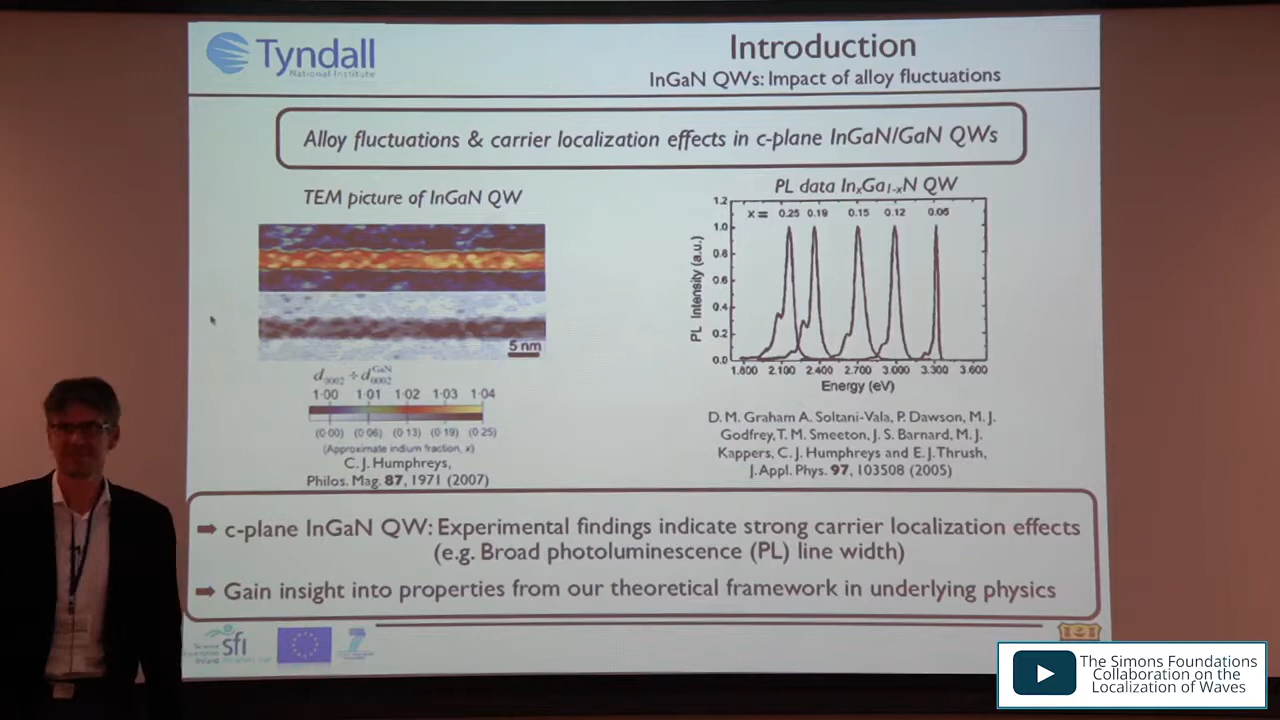 Tyndall
National Institute
Introduction
InGaN QWs: Impact of alloy fluctuations
Alloy fluctuations & carrier localization effects in c-plane InGaN/GaN QWs
TEM picture of InGaN QW
5 nm
d0002 ÷ dGaN0002
1·00 1·01 1·02 1·03 1·04
(0·00) (0·06) (0·13) (0·19) (0·25)
(Approximate indium fraction, x)
C. J. Humphreys,
Philos. Mag. 87, 1971 (2007)
PL data InxGa1-xN QW
x = 0.25 0.19 0.15 0.12 0.06
1.2
1.0
0.8
0.6
0.4
0.2
0.0
PL Intensity (a.u.)
1.800 2.100 2.400 2.700 3.000 3.300 3.600
Energy (eV)
D. M. Graham A. Soltani-Vala, P. Dawson, M. J.
Godfrey, T. M. Smeeton, J. S. Barnard, M. J.
Kappers, C. J. Humphreys and E. J. Thrush,
J. Appl. Phys. 97, 103508 (2005)
➡ c-plane InGaN QW: Experimental findings indicate strong carrier localization effects
(e.g. Broad photoluminescence (PL) line width)
➡ Gain insight into properties from our theoretical framework in underlying physics
sfi
7
The Simons Foundations
Collaboration on the
Localization of Waves